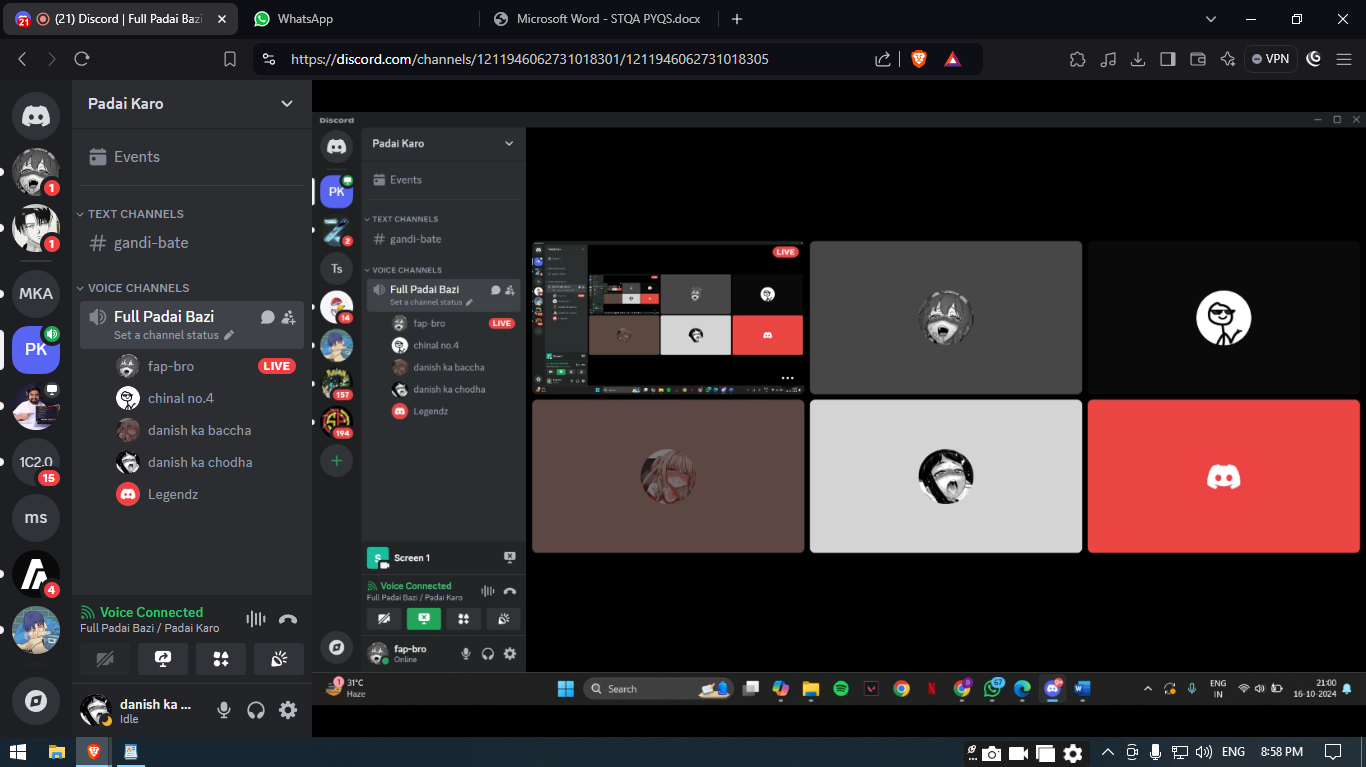 21
(21) Discord | Full Padai Bazi
WhatsApp
Microsoft Word - STQA PYQS.docx
https://discord.com/channels/1211946062731018301/1211946062731018305
VPN
1
1
MKA
PK
1C2.0
15
ms
4
Padai Karo
Events
TEXT CHANNELS
gandi-bate
VOICE CHANNELS
Full Padai Bazi
Set a channel status
fap-bro LIVE
chinal no.4
danish ka baccha
danish ka chodha
Legendz
Voice Connected
Full Padai Bazi / Padai Karo
danish ka ...
Idle
Discord
PK
2
Ts
14
157
194
Padai Karo
Events
TEXT CHANNELS
gandi-bate
VOICE CHANNELS
Full Padai Bazi
Set a channel status
fap-bro LIVE
chinal no.4
danish ka baccha
danish ka chodha
Legendz
S Screen 1
Voice Connected
Full Padai Bazi / Padai Karo
fap-bro
Online
LIVE
1
31°C
Haze
Search
D
67
9+
ENG
IN
21:00
16-10-2024
ENG
8:58 PM